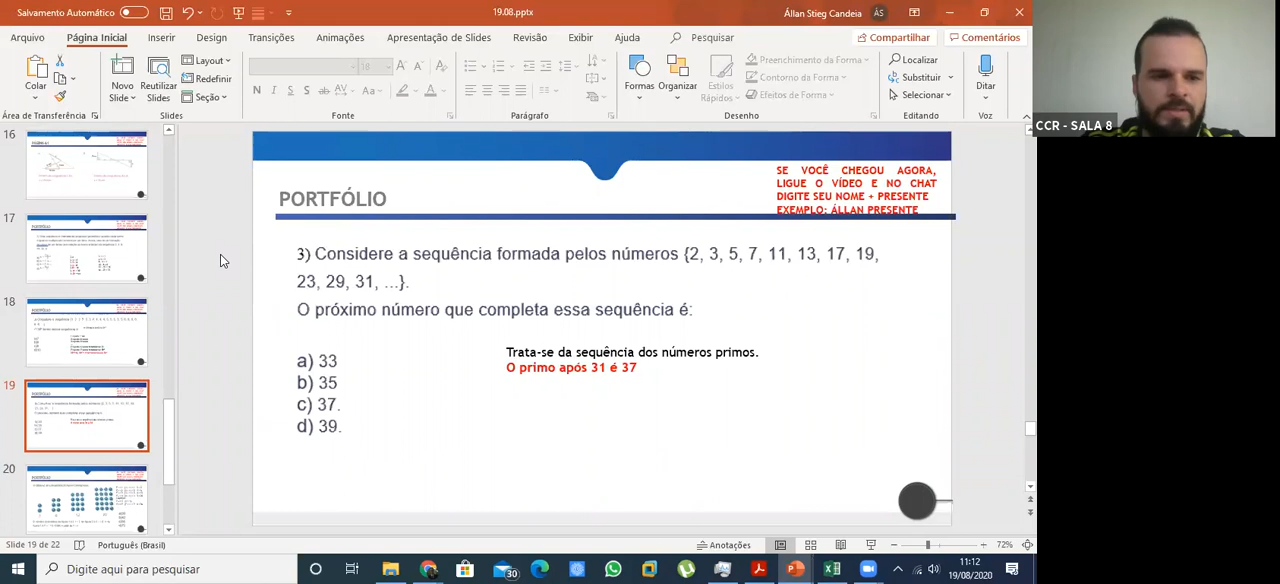 Salvamento Automático
19.08.pptx
Állan Stieg Candeia
ÁS
Arquivo
Página Inicial
Inserir
Design
Transições
Animações
Apresentação de Slides
Revisão
Exibir
Ajuda
Pesquisar
Compartilhar
Comentários
Colar
Novo
Slide
Reutilizar
Slides
Layout
Redefinir
Seção
18
N
I
S
S
ab
AV
Aa
A
Formas
Organizar
Estilos
Rápidos
Preenchimento da Forma
Contorno da Forma
Efeitos de Forma
Localizar
Substituir
Selecionar
Ditar
Área de Transferência
Slides
Fonte
Parágrafo
Desenho
Editando
Voz
CCR - SALA 8
16
17
18
19
20
PORTFÓLIO
SE VOCÊ CHEGOU AGORA,
LIGUE O VÍDEO E NO CHAT
DIGITE SEU NOME + PRESENTE
EXEMPLO: ÁLLAN PRESENTE
3) Considere a sequência formada pelos números {2, 3, 5, 7, 11, 13, 17, 19,
23, 29, 31, ...}.
O próximo número que completa essa sequência é:
a) 33
b) 35
c) 37.
d) 39.
Trata-se da sequência dos números primos.
O primo após 31 é 37
Slide 19 de 22
Português (Brasil)
Anotações
72%
Digite aqui para pesquisar
30
11:12
19/08/2020